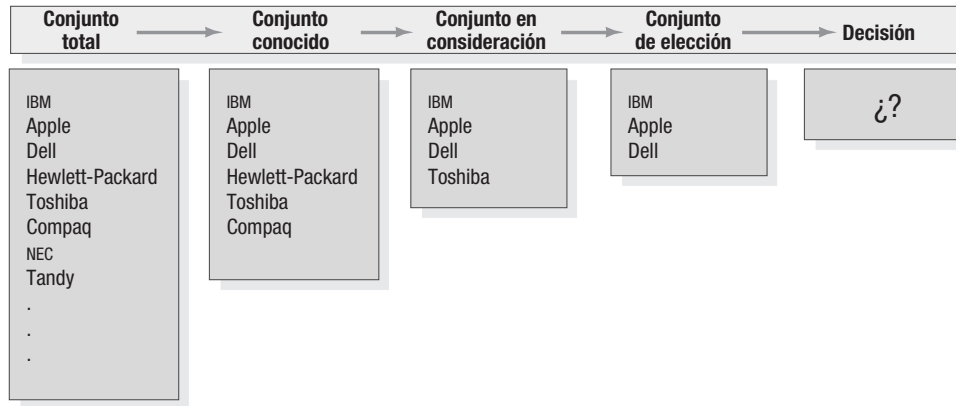 Conjunto
total
Conjunto
conocido
Conjunto en
consideración
Conjunto
de elección
Decisión
IBM
Apple
Dell
Hewlett-Packard
Toshiba
Compaq
NEC
Tandy
.
.
.
IBM
Apple
Dell
Hewlett-Packard
Toshiba
Compaq
IBM
Apple
Dell
Toshiba
IBM
Apple
Dell
¿?